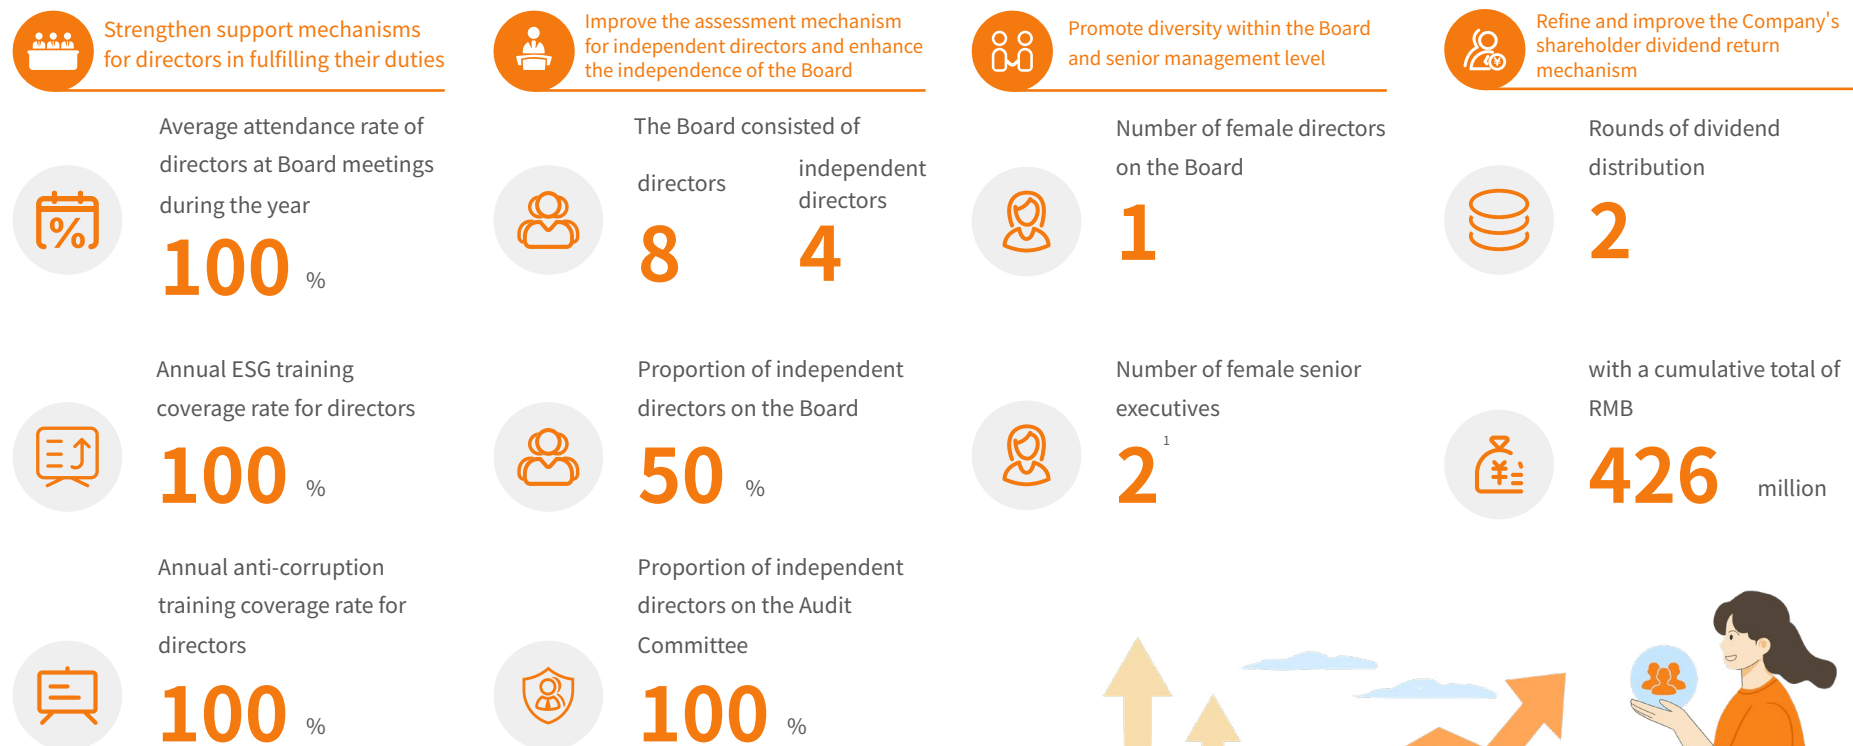 Strengthen support mechanisms
for directors in fulfilling their duties
Average attendance rate of
directors at Board meetings
during the year
100 %
Annual ESG training
coverage rate for directors
100 %
Annual anti-corruption
training coverage rate for
directors
100 %
Improve the assessment mechanism
for independent directors and enhance
the independence of the Board
The Board consisted of
directors
8
independent
directors
4
Proportion of independent
directors on the Board
50 %
Proportion of independent
directors on the Audit
Committee
100 %
Promote diversity within the Board
and senior management level
Number of female directors
on the Board
1
Number of female senior
executives
2 1
Refine and improve the Company's
shareholder dividend return
mechanism
Rounds of dividend
distribution
2
with a cumulative total of
RMB
426 million